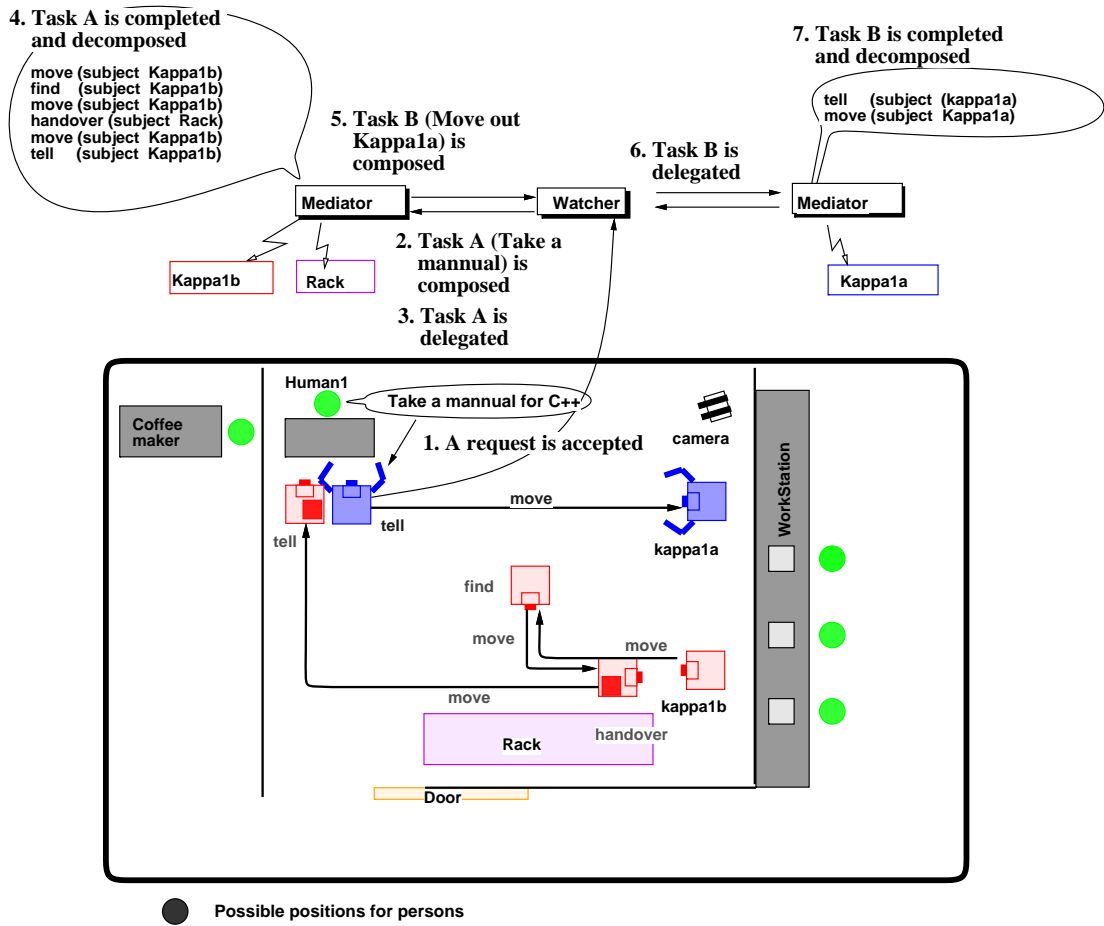 4. Task A is completed
and decomposed
move (subject Kappa1b)
find (subject Kappa1b)
move (subject Kappa1b)
handover (subject Rack)
move (subject Kappa1b)
tell (subject Kappa1b)
7. Task B is completed
and decomposed
tell (subject (kappa1a)
move (subject Kappa1a)
5. Task B (Move out
Kappa1a) is
composed
6. Task B is
delegated
Mediator
Watcher
Mediator
2. Task A (Take a
mannual) is
composed
Kappa1b
Rack
Kappa1a
3. Task A is
delegated
Human1
Take a mannual for C++
Coffee
maker
camera
1. A request is accepted
WorkStation
move
tell
tell
kappa1a
find
move
move
move
kappa1b
handover
Rack
Door
Possible positions for persons